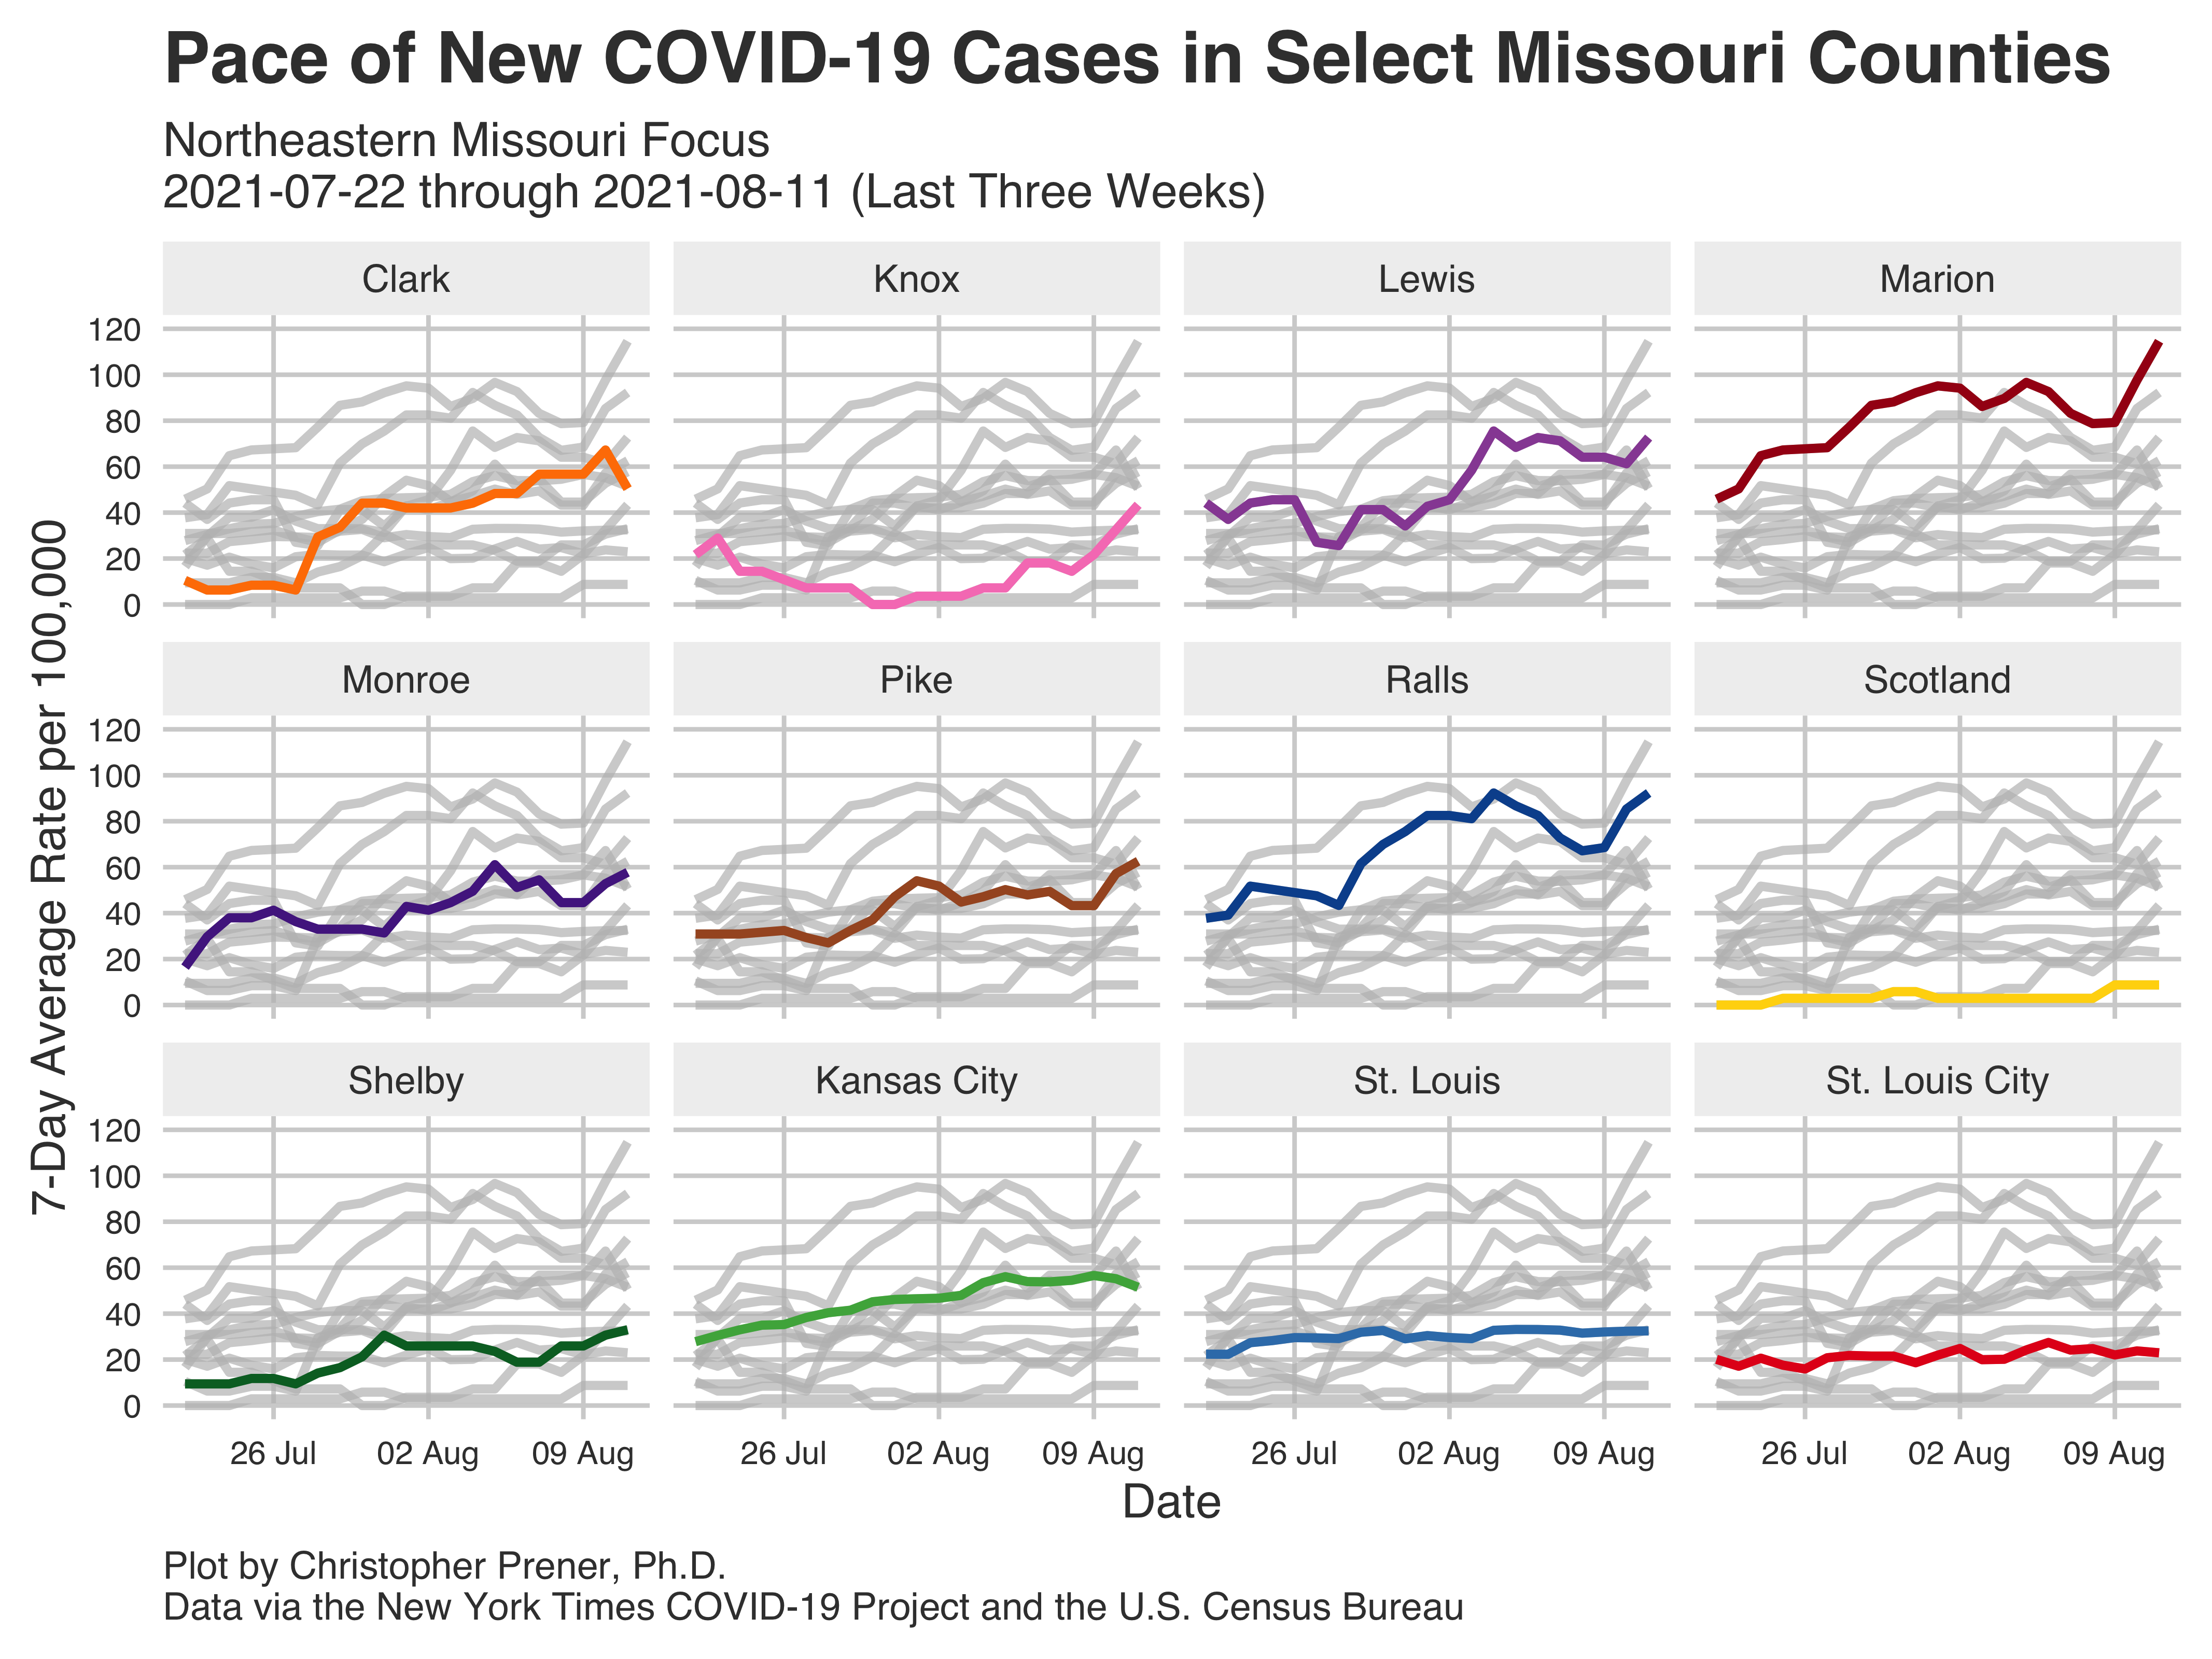 Pace of New COVID-19 Cases in Select Missouri Counties
Northeastern Missouri Focus
2021-07-22 through 2021-08-11 (Last Three Weeks)
7-Day Average Rate per 100,000
Clark
Knox
Lewis
Marion
120
100
80
60
40
20
0
Monroe
Pike
Ralls
Scotland
120
100
80
60
40
20
0
Shelby
Kansas City
St. Louis
St. Louis City
120
100
80
60
40
20
0
26 Jul 02 Aug 09 Aug
26 Jul 02 Aug 09 Aug
26 Jul 02 Aug 09 Aug
26 Jul 02 Aug 09 Aug
Date
Plot by Christopher Prener, Ph.D.
Data via the New York Times COVID-19 Project and the U.S. Census Bureau